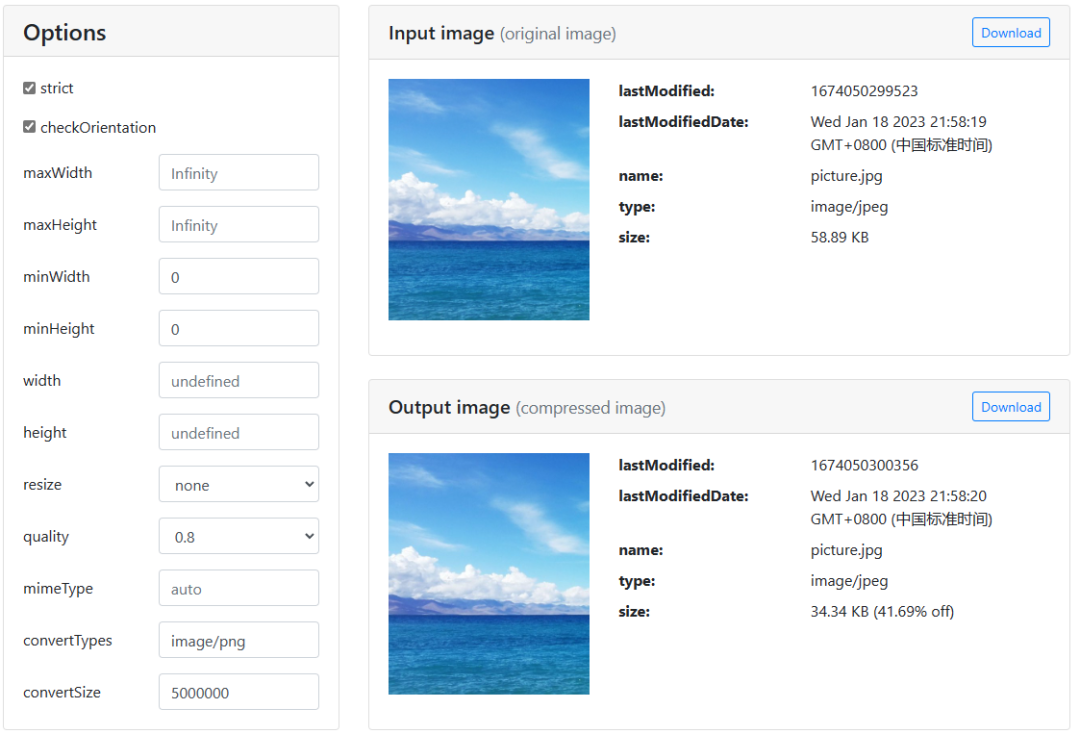 Options
strict
checkOrientation
maxWidth Infinity
maxHeight Infinity
minWidth 0
minHeight 0
width undefined
height undefined
resize none
quality 0.8
mimeType auto
convertTypes image/png
convertSize 5000000
Input image (original image) Download
lastModified: 1674050299523
lastModifiedDate: Wed Jan 18 2023 21:58:19
GMT+0800 (中国标准时间)
name: picture.jpg
type: image/jpeg
size: 58.89 KB
Output image (compressed image) Download
lastModified: 1674050300356
lastModifiedDate: Wed Jan 18 2023 21:58:20
GMT+0800 (中国标准时间)
name: picture.jpg
type: image/jpeg
size: 34.34 KB (41.69% off)